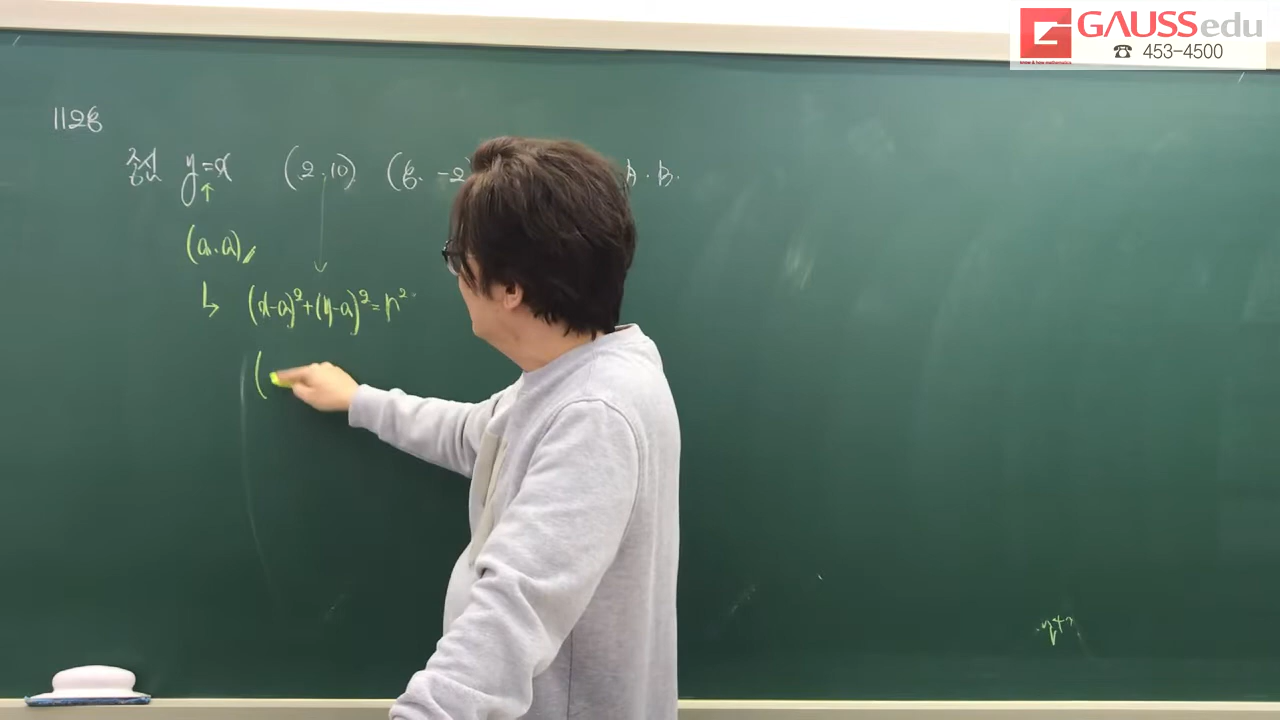 GAUSSedu
☎ 453-4500
1128
중심 y=x (2, 10) (8, -2) A. B.
(a, a)
↳ (x-a)²+(y-a)²=r²
(